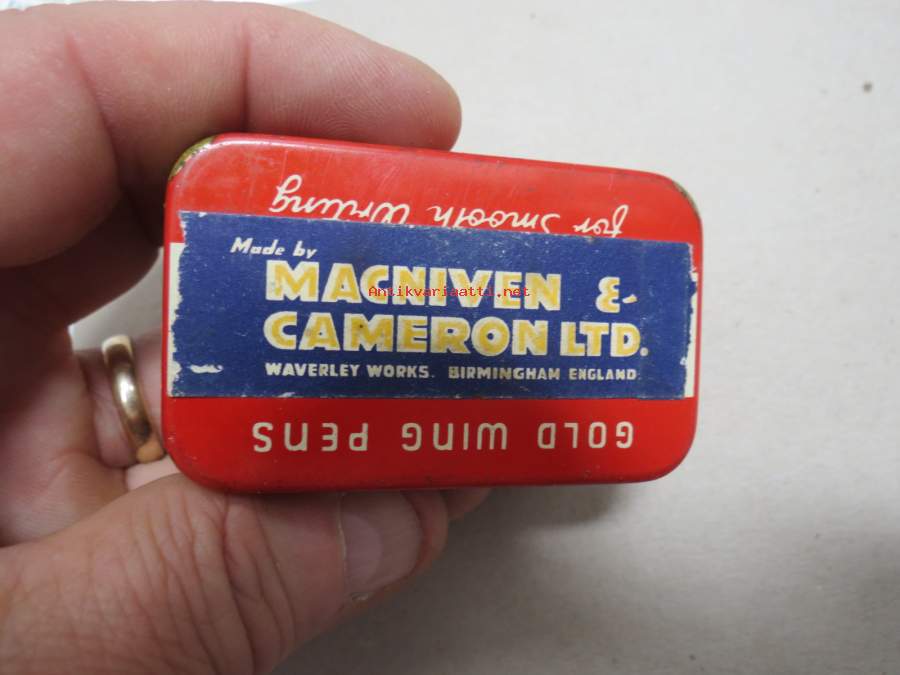 for Smooth Writing
Made by
MACNIVEN &
CAMERON LTD.
WAVERLEY WORKS. BIRMINGHAM ENGLAND
GOLD WING PENS
Antikvariaatti.net